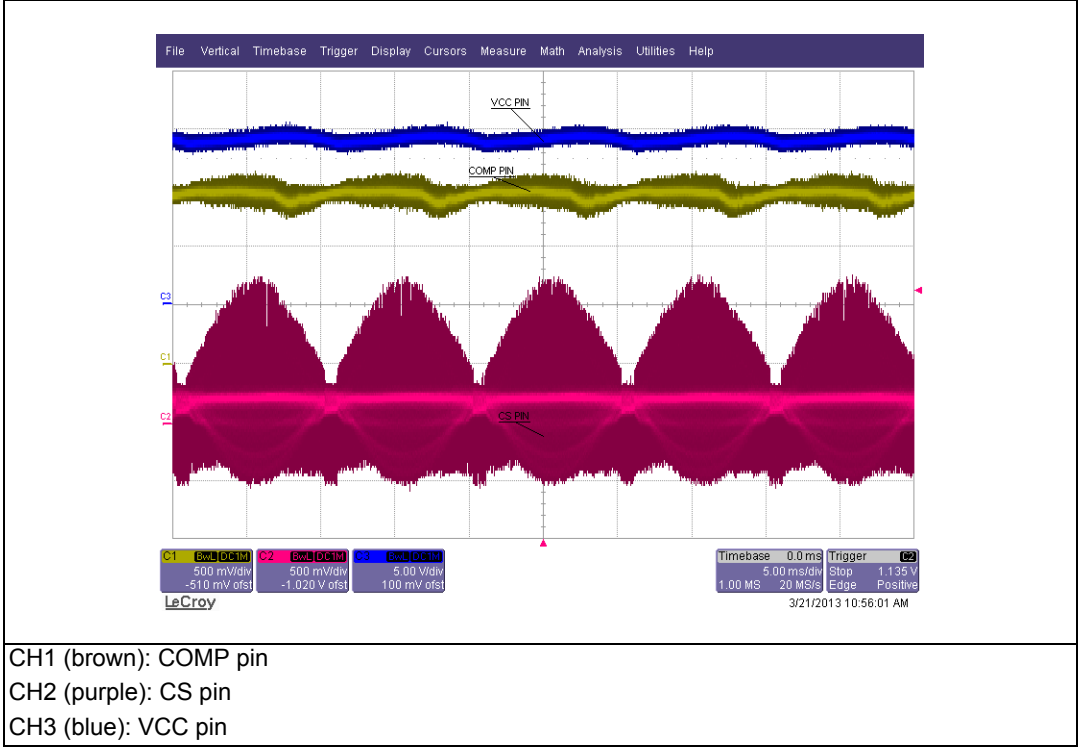 File Vertical Timebase Trigger Display Cursors Measure Math Analysis Utilities Help
VCC PIN
COMP PIN
C3
C1
C2
CS PIN
C1 BwL DC1M C2 BwL DC1M C3
500 mV/div 500 mV/div 5.00 V/div
-510 mV ofst -1.020 V ofst 100 mV ofst
Timebase 0.0 ms Trigger C2
5.00 ms/div Stop 1.135 V
1.00 MS 20 MS/s Edge Positive
LeCroy
3/21/2013 10:56:01 AM
CH1 (brown): COMP pin
CH2 (purple): CS pin
CH3 (blue): VCC pin